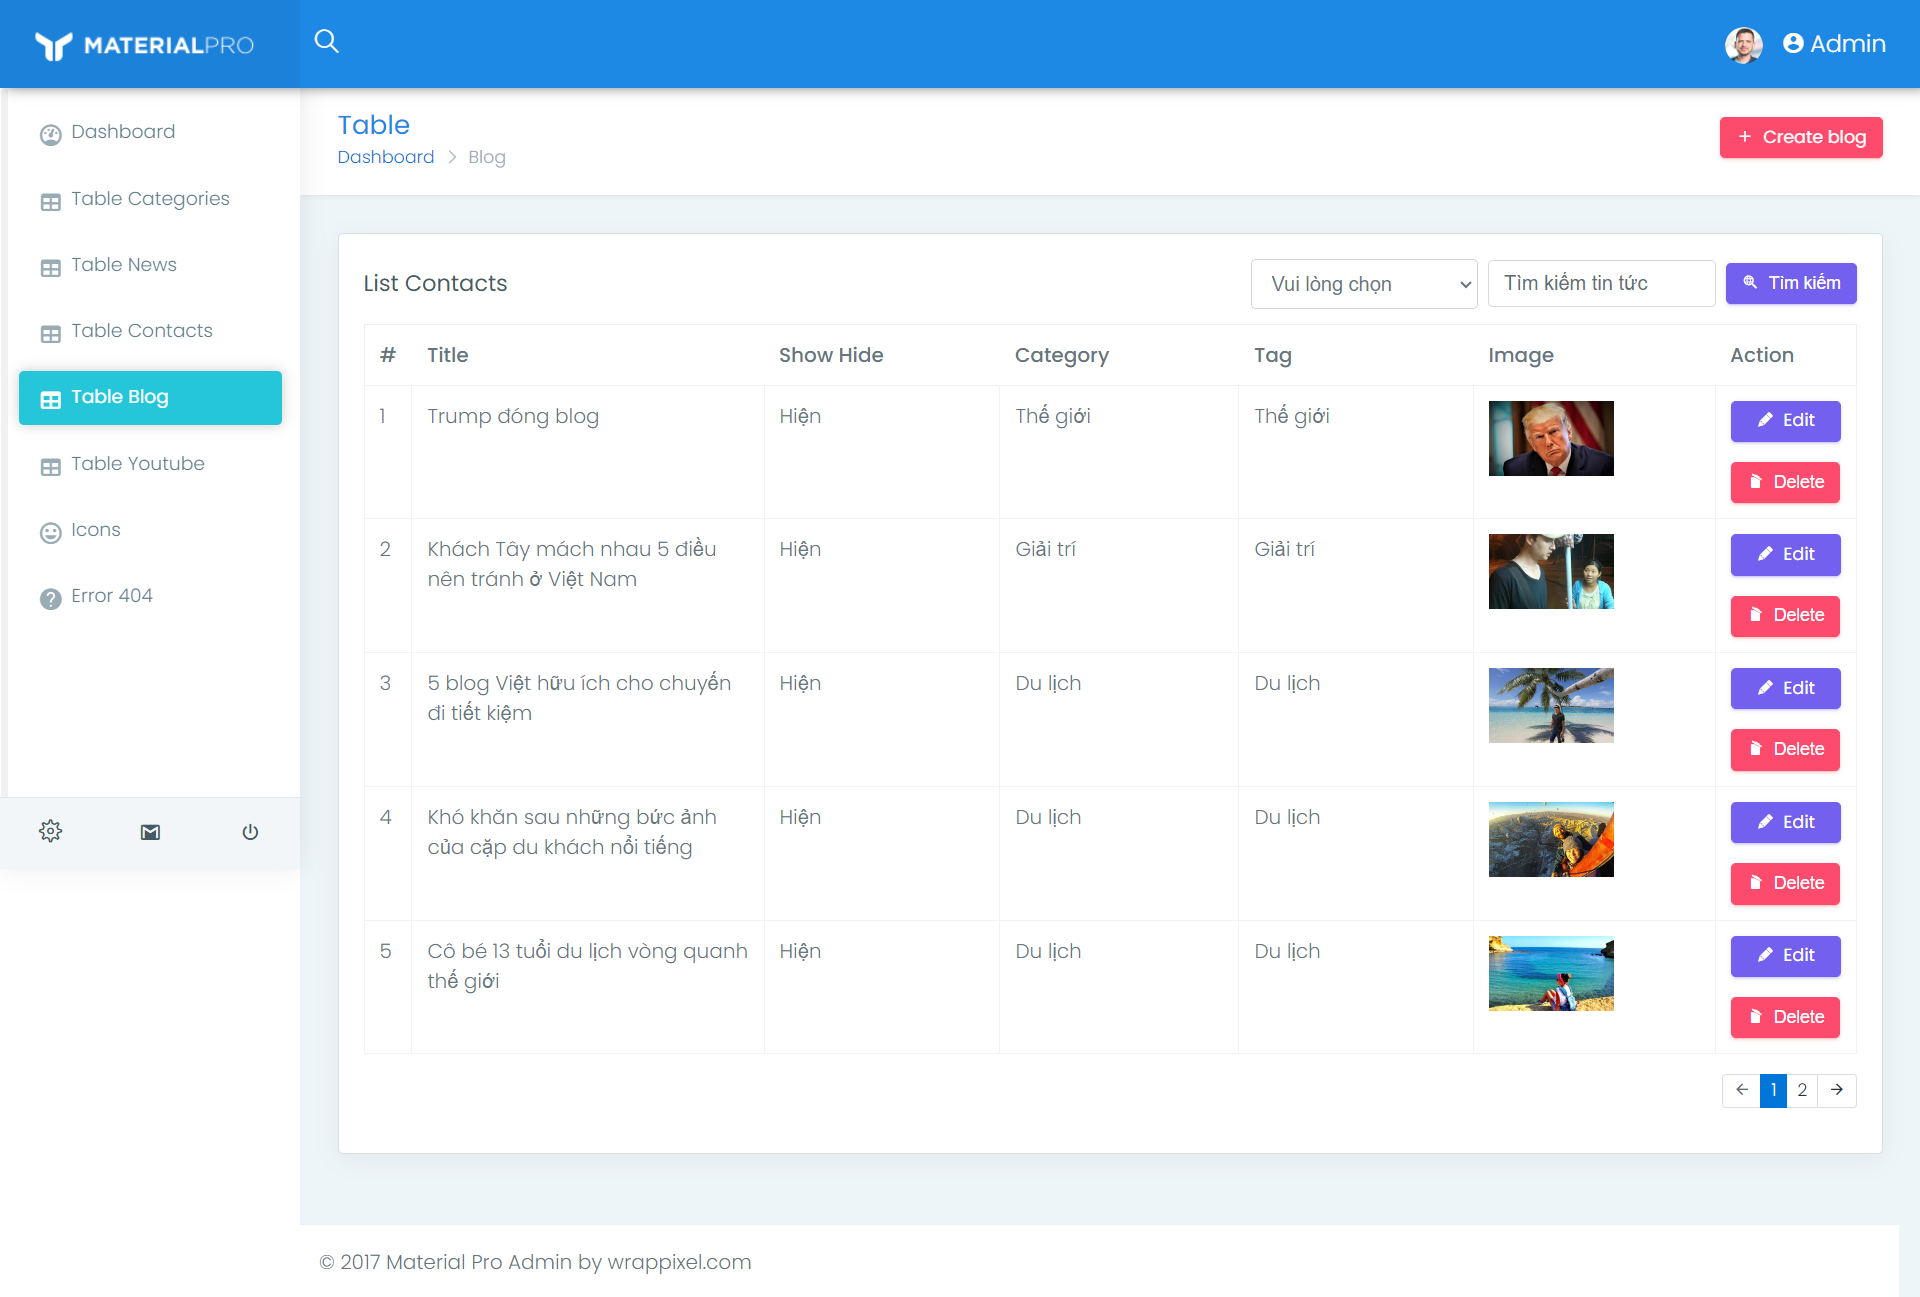 MATERIALPRO
Admin
Dashboard
Table Categories
Table News
Table Contacts
Table Blog
Table Youtube
Icons
Error 404
Table
Dashboard > Blog
+ Create blog
List Contacts
Vui lòng chọn
Tìm kiếm tin tức
Tìm kiếm
# Title Show Hide Category Tag Image Action
1 Trump đóng blog Hiện Thế giới Thế giới Edit
Delete
2 Khách Tây mách nhau 5 điều Hiện Giải trí Giải trí Edit
nên tránh ở Việt Nam
Delete
3 5 blog Việt hữu ích cho chuyến Hiện Du lịch Du lịch Edit
đi tiết kiệm
Delete
4 Khó khăn sau những bức ảnh Hiện Du lịch Du lịch Edit
của cặp du khách nổi tiếng
Delete
5 Cô bé 13 tuổi du lịch vòng quanh Hiện Du lịch Du lịch Edit
thế giới
Delete
← 1 2 →
© 2017 Material Pro Admin by wrappixel.com